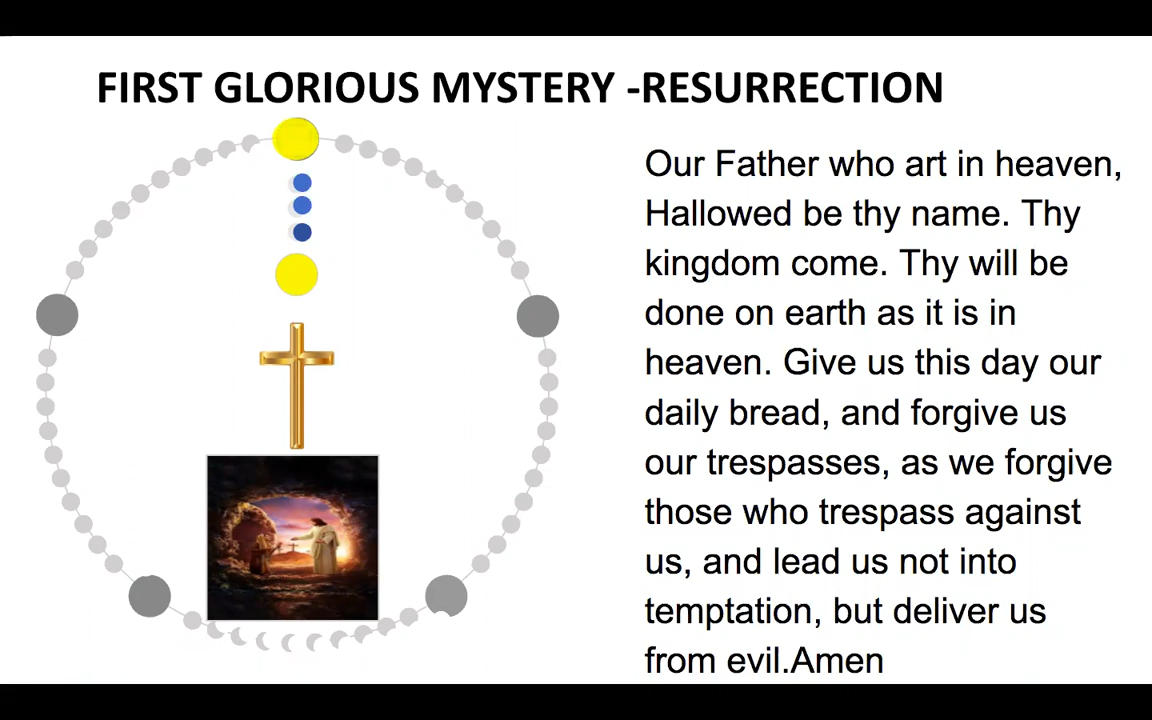 FIRST GLORIOUS MYSTERY -RESURRECTION
Our Father who art in heaven,
Hallowed be thy name. Thy
kingdom come. Thy will be
done on earth as it is in
heaven. Give us this day our
daily bread, and forgive us
our trespasses, as we forgive
those who trespass against
us, and lead us not into
temptation, but deliver us
from evil.Amen